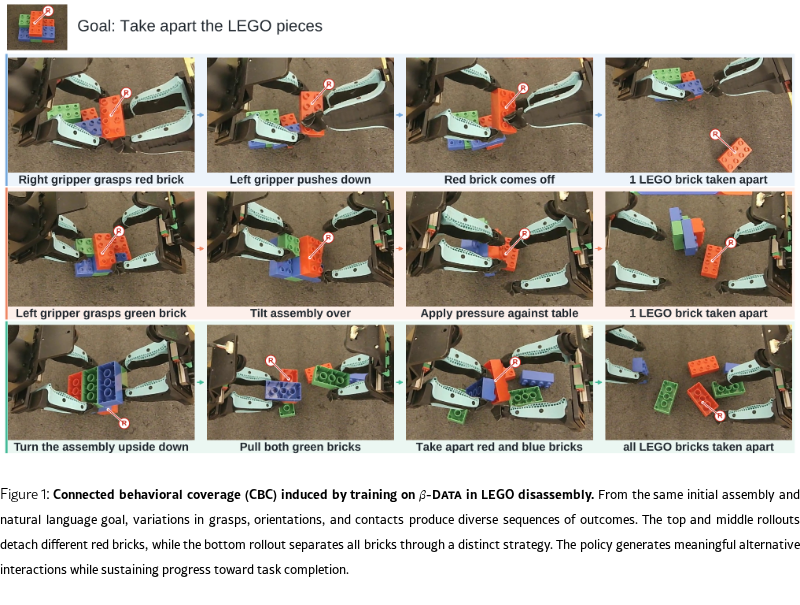 R
Goal: Take apart the LEGO pieces
R R R R
Right gripper grasps red brick Left gripper pushes down Red brick comes off 1 LEGO brick taken apart
R R R R
Left gripper grasps green brick Tilt assembly over Apply pressure against table 1 LEGO brick taken apart
R R R R
Turn the assembly upside down Pull both green bricks Take apart red and blue bricks all LEGO bricks taken apart
Figure 1: Connected behavioral coverage (CBC) induced by training on β-DATA in LEGO disassembly. From the same initial assembly and
natural language goal, variations in grasps, orientations, and contacts produce diverse sequences of outcomes. The top and middle rollouts
detach different red bricks, while the bottom rollout separates all bricks through a distinct strategy. The policy generates meaningful alternative
interactions while sustaining progress toward task completion.